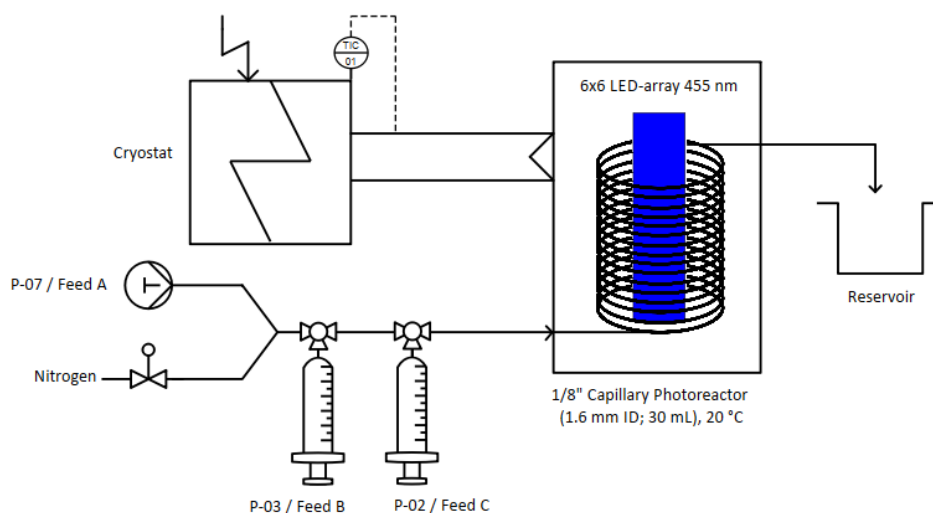 TIC
01
6x6 LED-array 455 nm
Cryostat
P-07 / Feed A
Reservoir
Nitrogen
1/8" Capillary Photoreactor
(1.6 mm ID; 30 mL), 20 °C
P-03 / Feed B
P-02 / Feed C